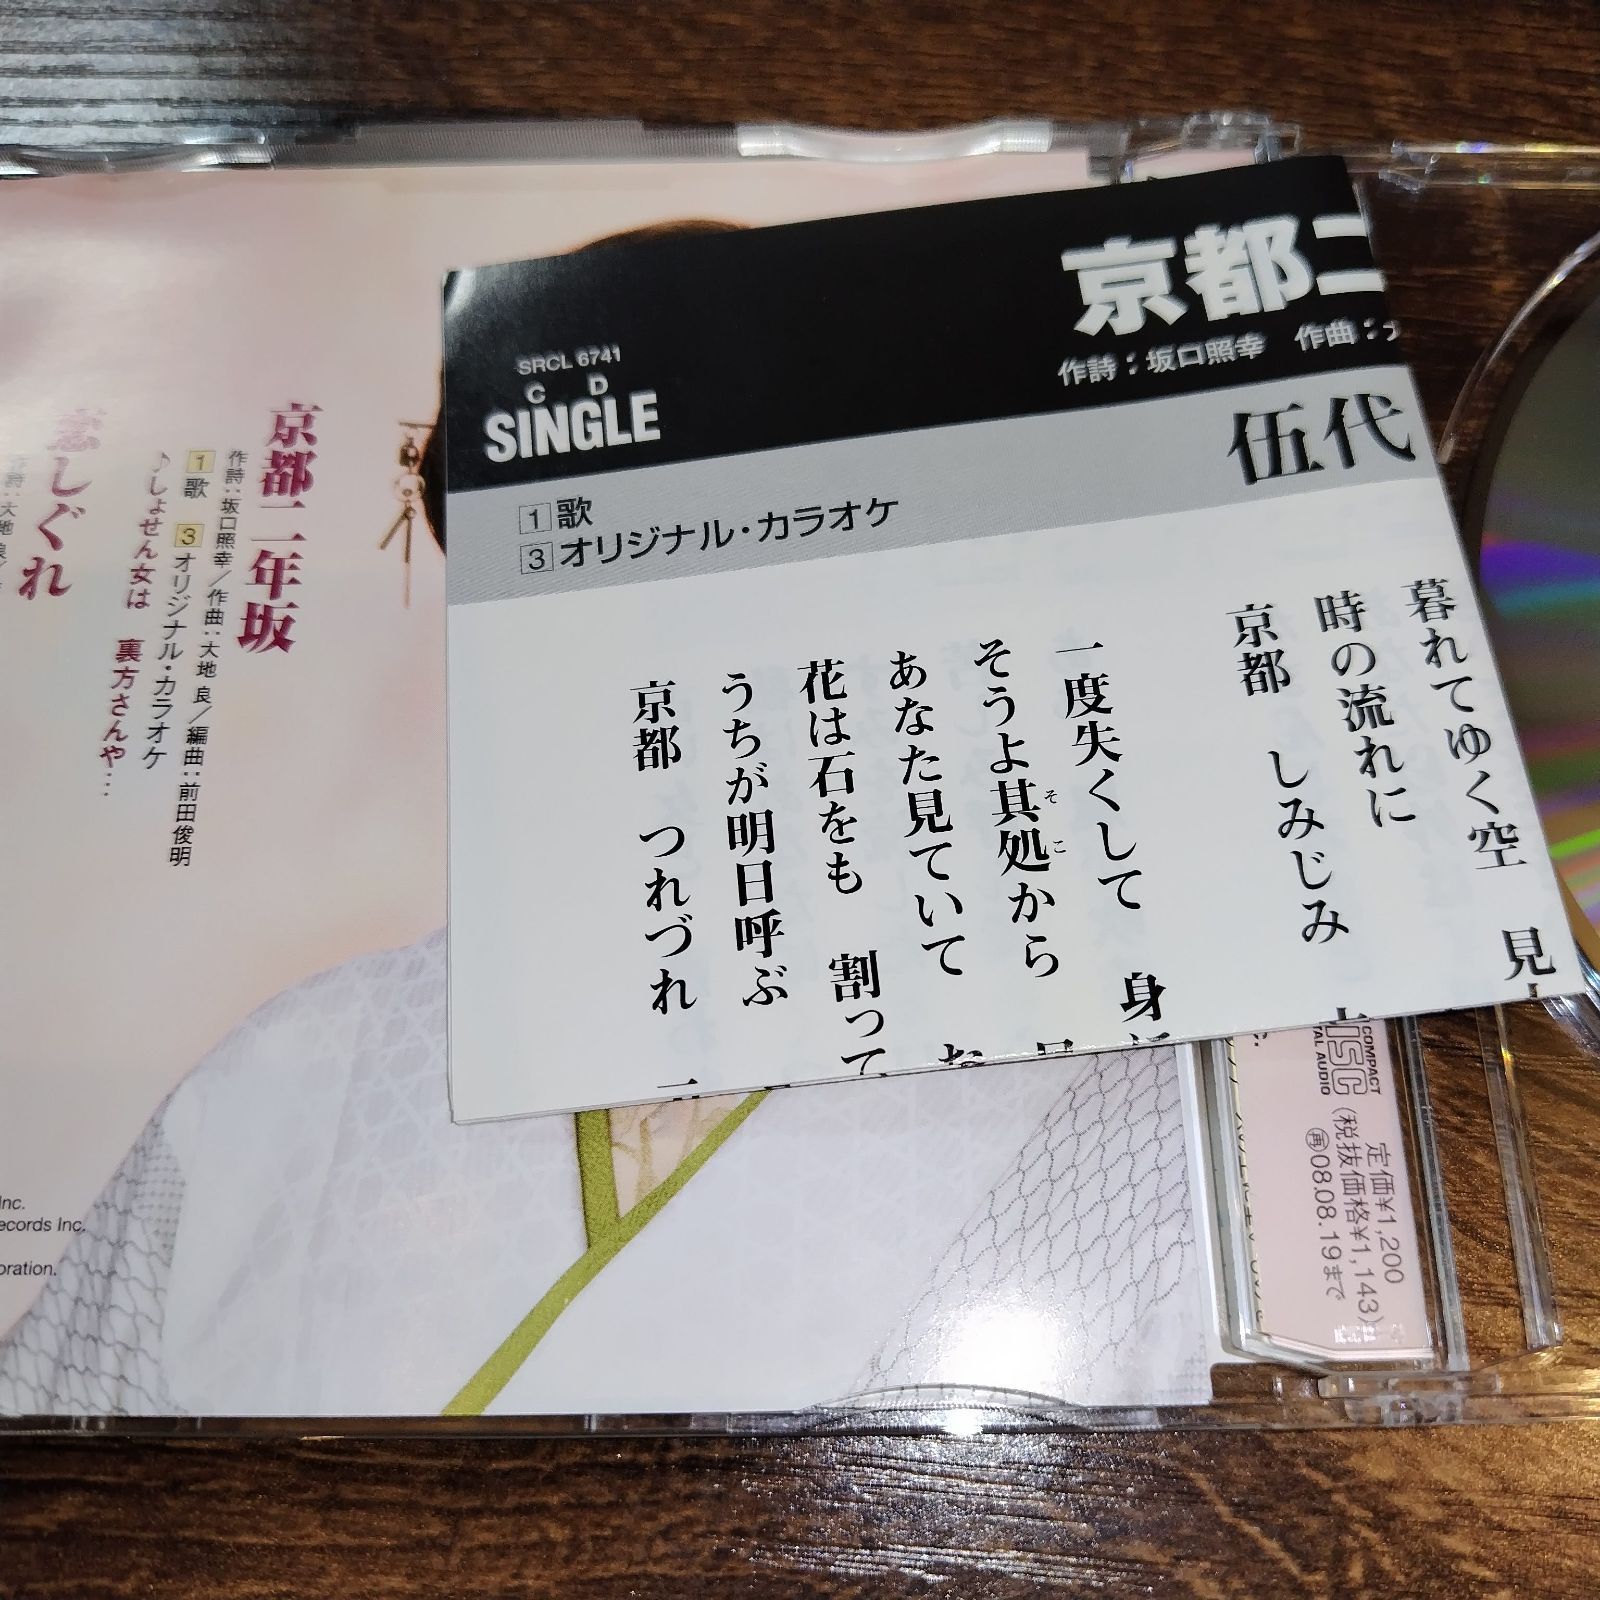 SRCL 6741
CD
SINGLE
京都二
作詩：坂口照幸　作曲：
伍代
1 歌
3 オリジナル・カラオケ
暮れてゆく空　見
時の流れに
京都　しみじみ
一度失くして　身
そうよ其処から
そこ
あなた見ていて
花は石をも　割って
うちが明日呼ぶ
京都　つれづれ
京都二年坂
作詩：坂口照幸／作曲：大地 良／編曲：前田俊明
1 歌　3 オリジナル・カラオケ
♪しょせん女は　裏方さんや…
恋しぐれ
Inc.
ecords Inc.
oration.
COMPACT
DISC
TAL AUDIO
定価¥1,200
(税抜価格¥1,143)
再08.08.19まで